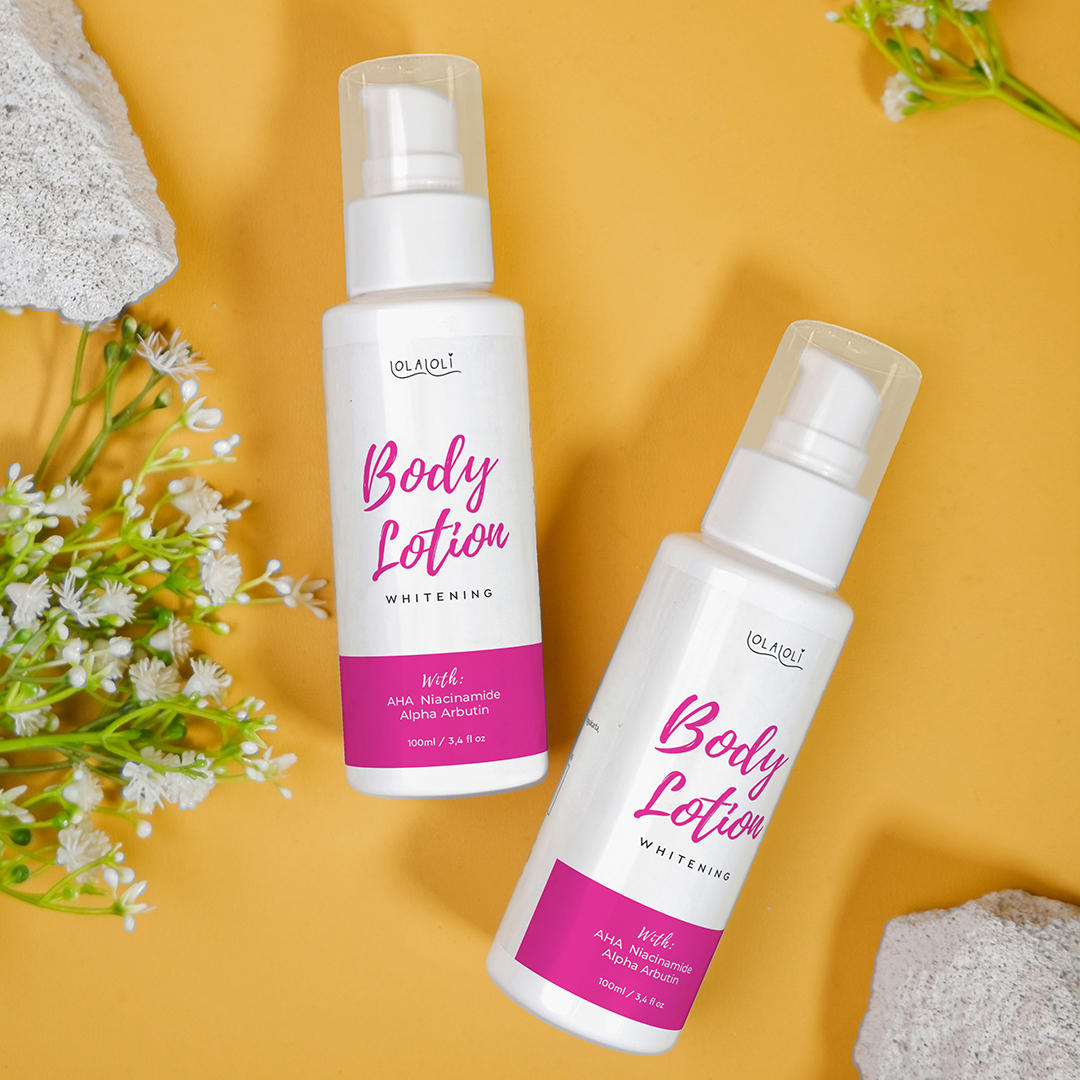 LOLALOLI
Body
Lotion
WHITENING
With:
AHA Niacinamide
Alpha Arbutin
100ml / 3,4 fl oz
LOLALOLI
Body
Lotion
WHITENING
With:
AHA Niacinamide
Alpha Arbutin
100ml / 3,4 fl oz